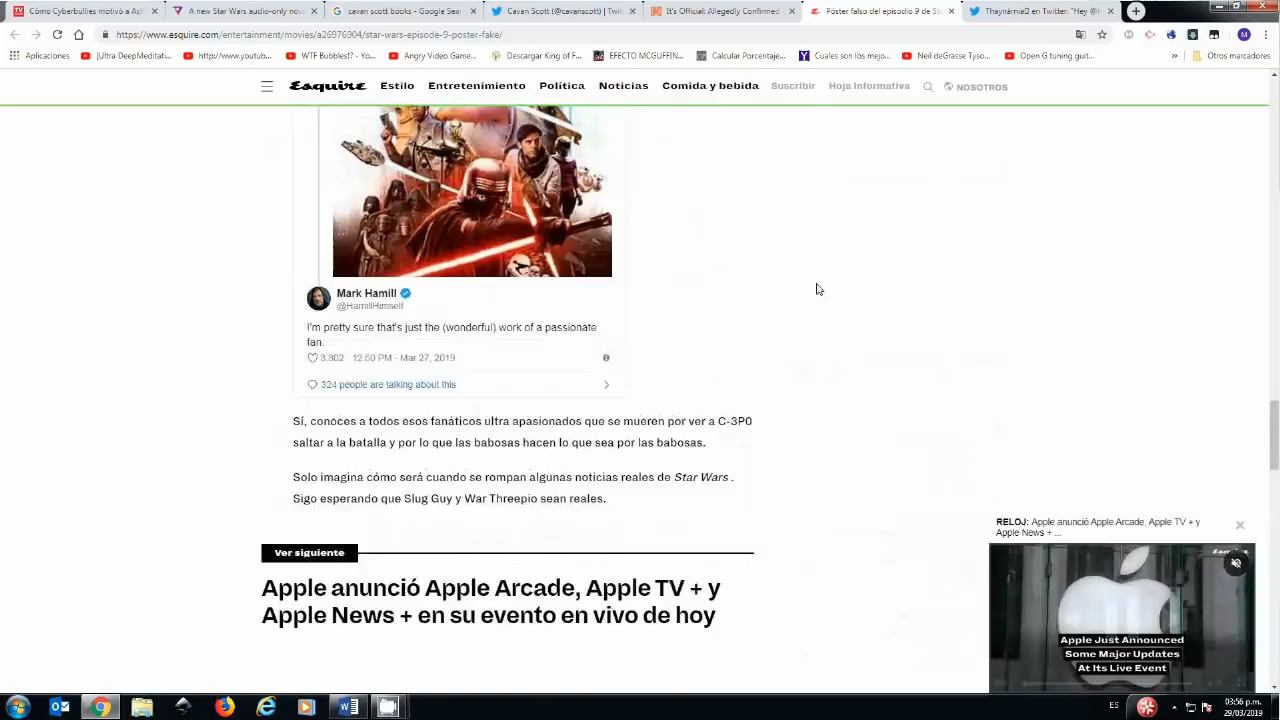 Cómo Cyberbullies motivó a Ash
A new Star Wars audio-only nov
cavan scott books - Google Sear
Cavan Scott (@cavanscott) | Twit
It's Official: Allegedly Confirmed
Póster falso del episodio 9 de St
ThaynámiaD en Twitter: "Hey @
https://www.esquire.com/entertainment/movies/a26976904/star-wars-episode-9-poster-fake/
Aplicaciones
[Ultra DeepMeditati...
http//www.youtub...
WTF Bubbles!? - Yo...
Angry Video Game...
Descargar King of F...
EFECTO MCGUFFIN...
Calcular Porcentaje...
Cuáles son los mejo...
Neil deGrasse Tyso...
Open G tuning guit...
»
Otros marcadores
Esquire
Estilo
Entretenimiento
Política
Noticias
Comida y bebida
Suscribir
Hoja Informativa
NOSOTROS
Mark Hamill
@HamillHimself
I'm pretty sure that's just the (wonderful) work of a passionate
fan.
3,302 12:50 PM - Mar 27, 2019
324 people are talking about this
Sí, conoces a todos esos fanáticos ultra apasionados que se mueren por ver a C-3P0
saltar a la batalla y por lo que las babosas hacen lo que sea por las babosas.
Solo imagina cómo será cuando se rompan algunas noticias reales de Star Wars .
Sigo esperando que Slug Guy y War Threepio sean reales.
Ver siguiente
Apple anunció Apple Arcade, Apple TV + y
Apple News + en su evento en vivo de hoy
RELOJ: Apple anunció Apple Arcade, Apple TV + y
Apple News + ...
Esquire
Apple Just Announced
Some Major Updates
At Its Live Event
ES
03:56 p.m.
29/03/2019